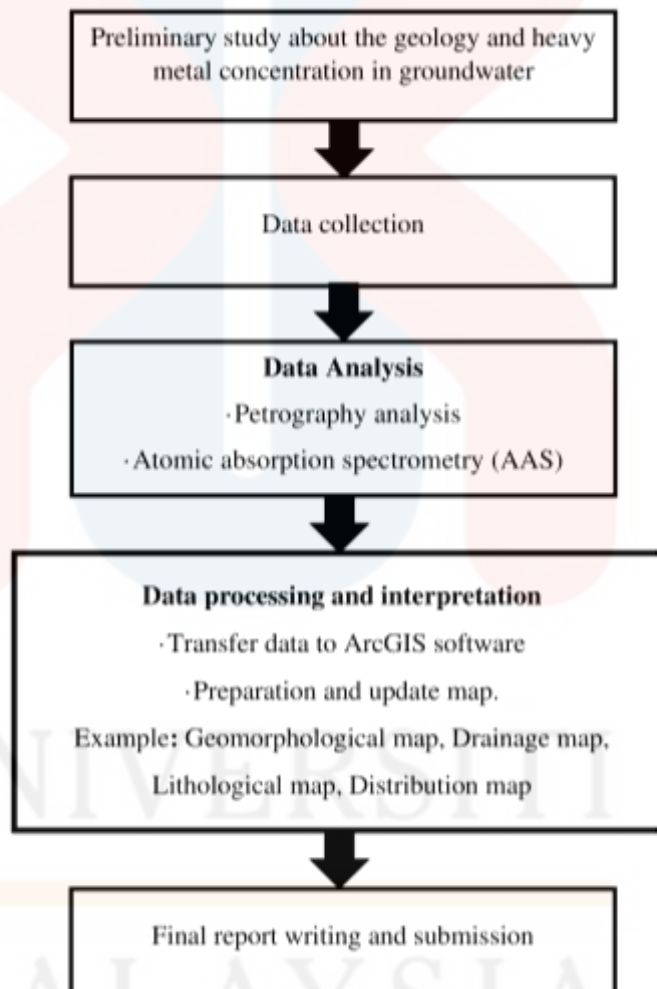 Preliminary study about the geology and heavy
metal concentration in groundwater
Data collection
Data Analysis
·Petrography analysis
·Atomic absorption spectrometry (AAS)
Data processing and interpretation
·Transfer data to ArcGIS software
·Preparation and update map.
Example: Geomorphological map, Drainage map,
Lithological map, Distribution map
NIVERSITI
Final report writing and submission
ALAYSIA